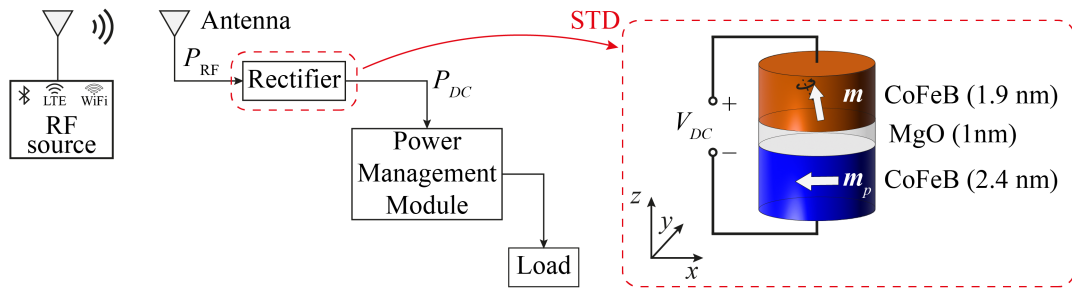 Antenna
P_RF
LTE
WiFi
RF
source
Rectifier
P_DC
Power
Management
Module
Load
STD
V_DC
+
−
m
CoFeB (1.9 nm)
MgO (1nm)
m_p
CoFeB (2.4 nm)
z
y
x